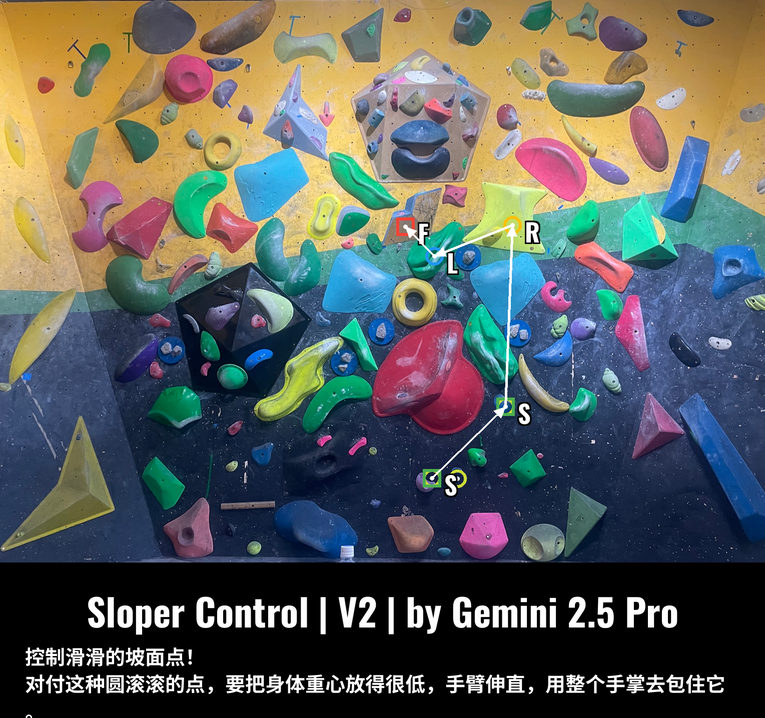 F
R
L
S
S
Sloper Control | V2 | by Gemini 2.5 Pro
控制滑滑的坡面点！
对付这种圆滚滚的点，要把身体重心放得很低，手臂伸直，用整个手掌去包住它
。